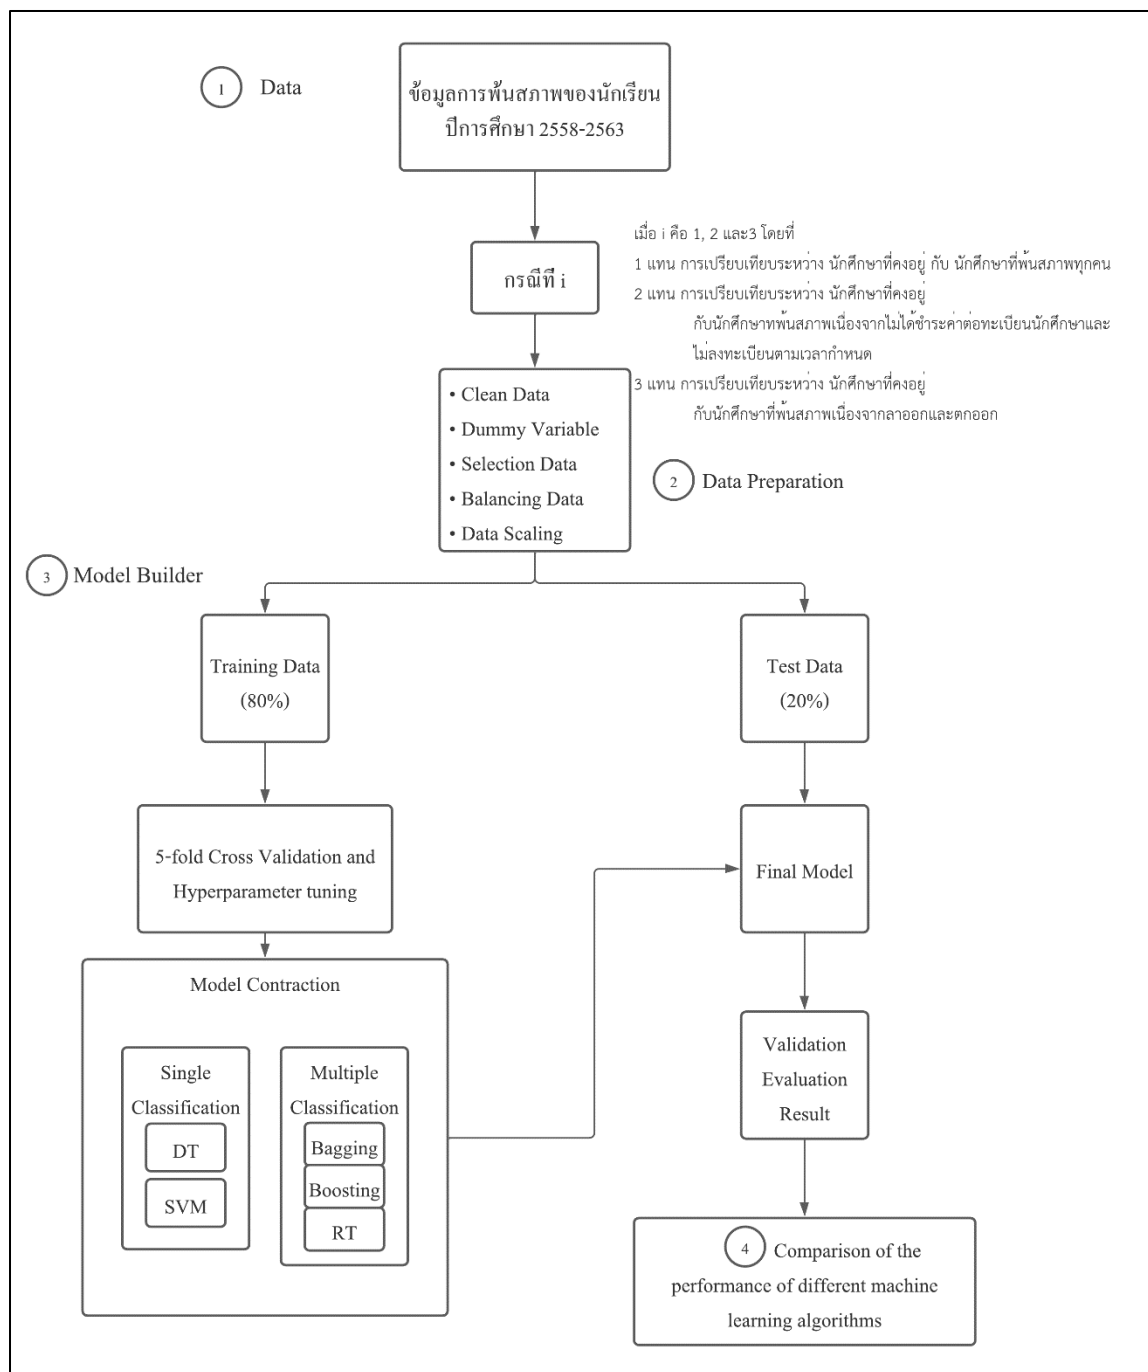 1 Data
ข้อมูลการพ้นสภาพของนักเรียน
ปีการศึกษา 2558-2563
กรณีที่ i
เมื่อ i คือ 1, 2 และ3 โดยที่
1 แทน การเปรียบเทียบระหว่าง นักศึกษาที่คงอยู่ กับ นักศึกษาที่พ้นสภาพทุกคน
2 แทน การเปรียบเทียบระหว่าง นักศึกษาที่คงอยู่
กับนักศึกษาทพ้นสภาพเนื่องจากไม่ได้ชำระค่าต่อทะเบียนนักศึกษาและ
ไม่ลงทะเบียนตามเวลากำหนด
3 แทน การเปรียบเทียบระหว่าง นักศึกษาที่คงอยู่
กับนักศึกษาที่พ้นสภาพเนื่องจากลาออกและตกออก
• Clean Data
• Dummy Variable
• Selection Data
• Balancing Data
• Data Scaling
2 Data Preparation
3 Model Builder
Training Data
(80%)
Test Data
(20%)
5-fold Cross Validation and
Hyperparameter tuning
Final Model
Model Contraction
Single
Classification
DT
SVM
Multiple
Classification
Bagging
Boosting
RT
Validation
Evaluation
Result
4 Comparison of the
performance of different machine
learning algorithms